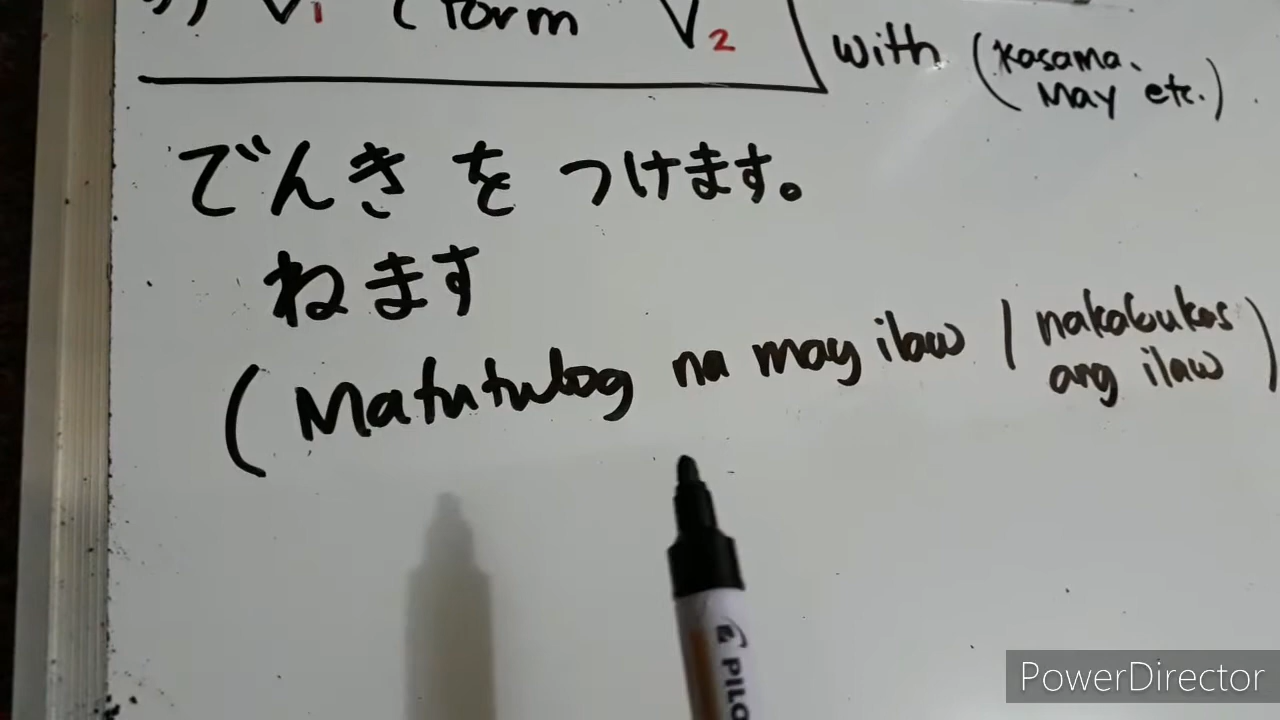 V1 (form V2
with (kasama、
may etc.)
でんき を つけます。
ねます
(Matutulog na may ilaw / nakabukas
ang ilaw)
PILO
PowerDirector